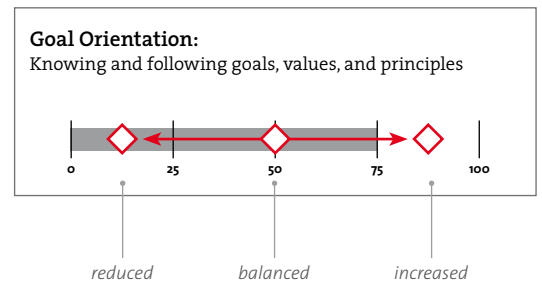 Goal Orientation:
Knowing and following goals, values, and principles
0 25 50 75 100
reduced balanced increased